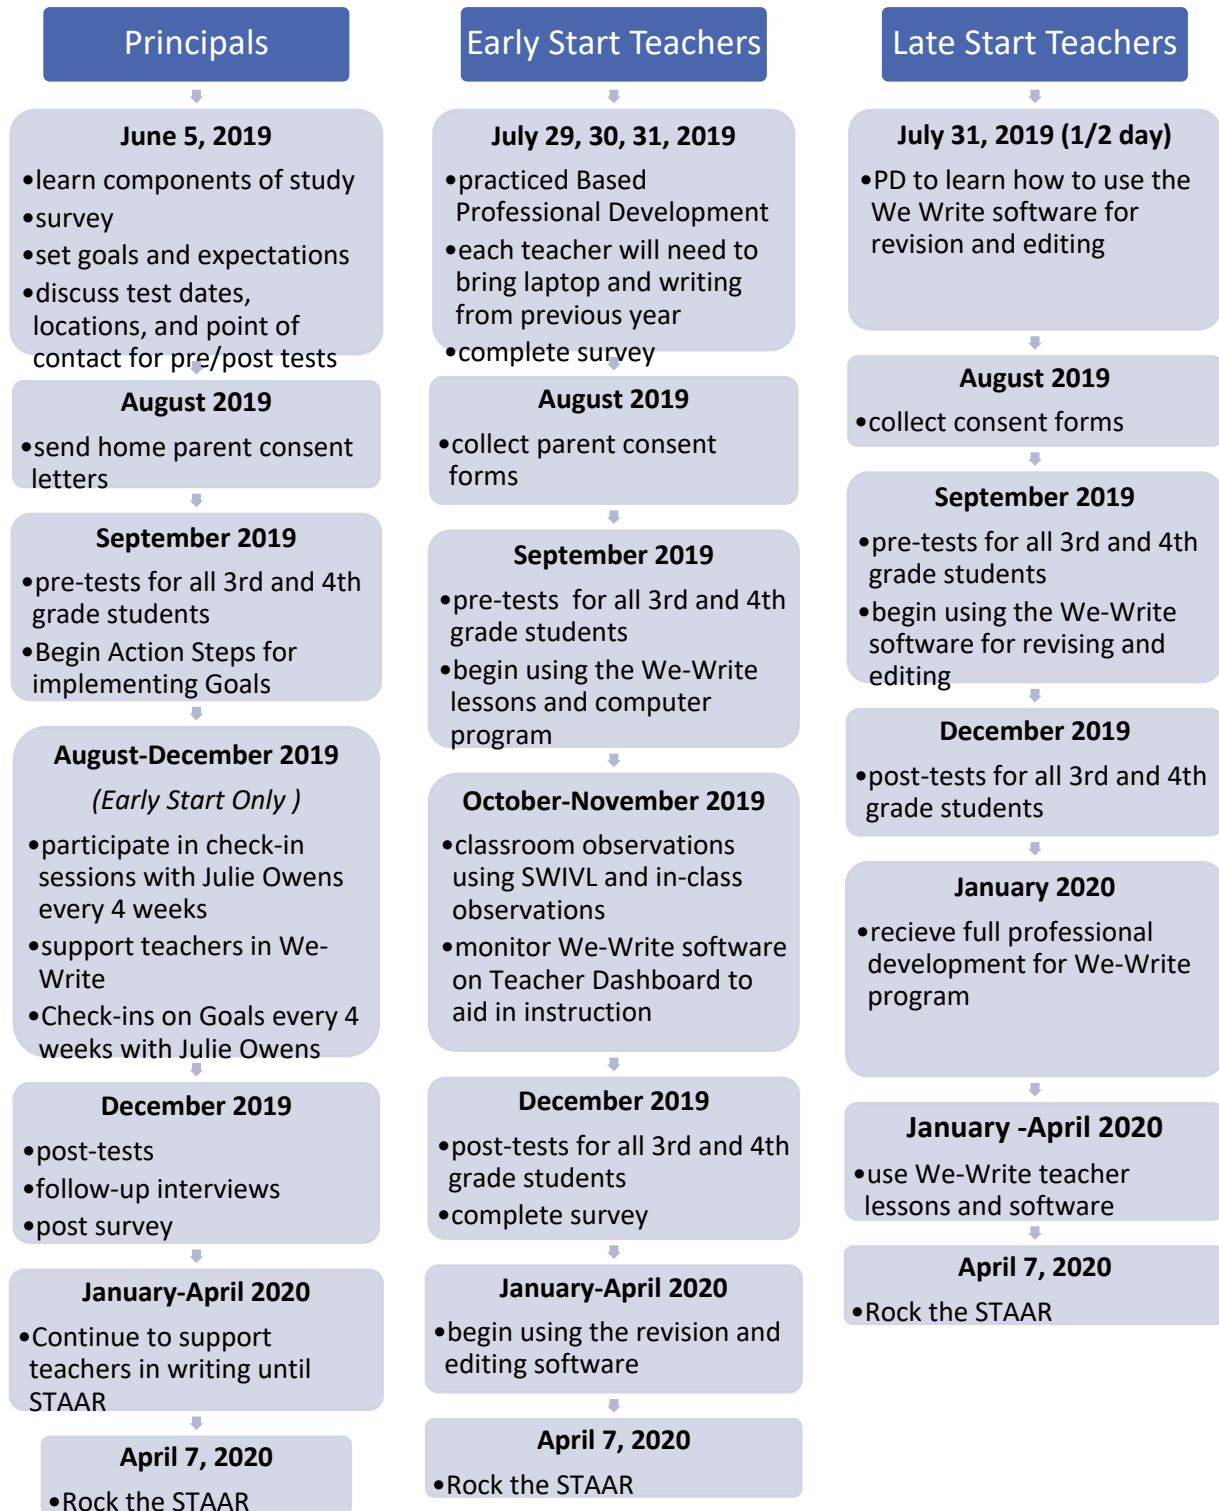 Principals
June 5, 2019
•learn components of study
•survey
•set goals and expectations
•discuss test dates,
locations, and point of
contact for pre/post tests
August 2019
•send home parent consent
letters
September 2019
•pre-tests for all 3rd and 4th
grade students
•Begin Action Steps for
implementing Goals
August-December 2019
(Early Start Only )
•participate in check-in
sessions with Julie Owens
every 4 weeks
•support teachers in We-
Write
•Check-ins on Goals every 4
weeks with Julie Owens
December 2019
•post-tests
•follow-up interviews
•post survey
January-April 2020
•Continue to support
teachers in writing until
STAAR
April 7, 2020
•Rock the STAAR
Early Start Teachers
July 29, 30, 31, 2019
•practiced Based
Professional Development
•each teacher will need to
bring laptop and writing
from previous year
•complete survey
August 2019
•collect parent consent
forms
September 2019
•pre-tests  for all 3rd and 4th
grade students
•begin using the We-Write
lessons and computer
program
October-November 2019
•classroom observations
using SWIVL and in-class
observations
•monitor We-Write software
on Teacher Dashboard to
aid in instruction
December 2019
•post-tests for all 3rd and 4th
grade students
•complete survey
January-April 2020
•begin using the revision and
editing software
April 7, 2020
•Rock the STAAR
Late Start Teachers
July 31, 2019 (1/2 day)
•PD to learn how to use the
We Write software for
revision and editing
August 2019
•collect consent forms
September 2019
•pre-tests for all 3rd and 4th
grade students
•begin using the We-Write
software for revising and
editing
December 2019
•post-tests for all 3rd and 4th
grade students
January 2020
•recieve full professional
development for We-Write
program
January -April 2020
•use We-Write teacher
lessons and software
April 7, 2020
•Rock the STAAR